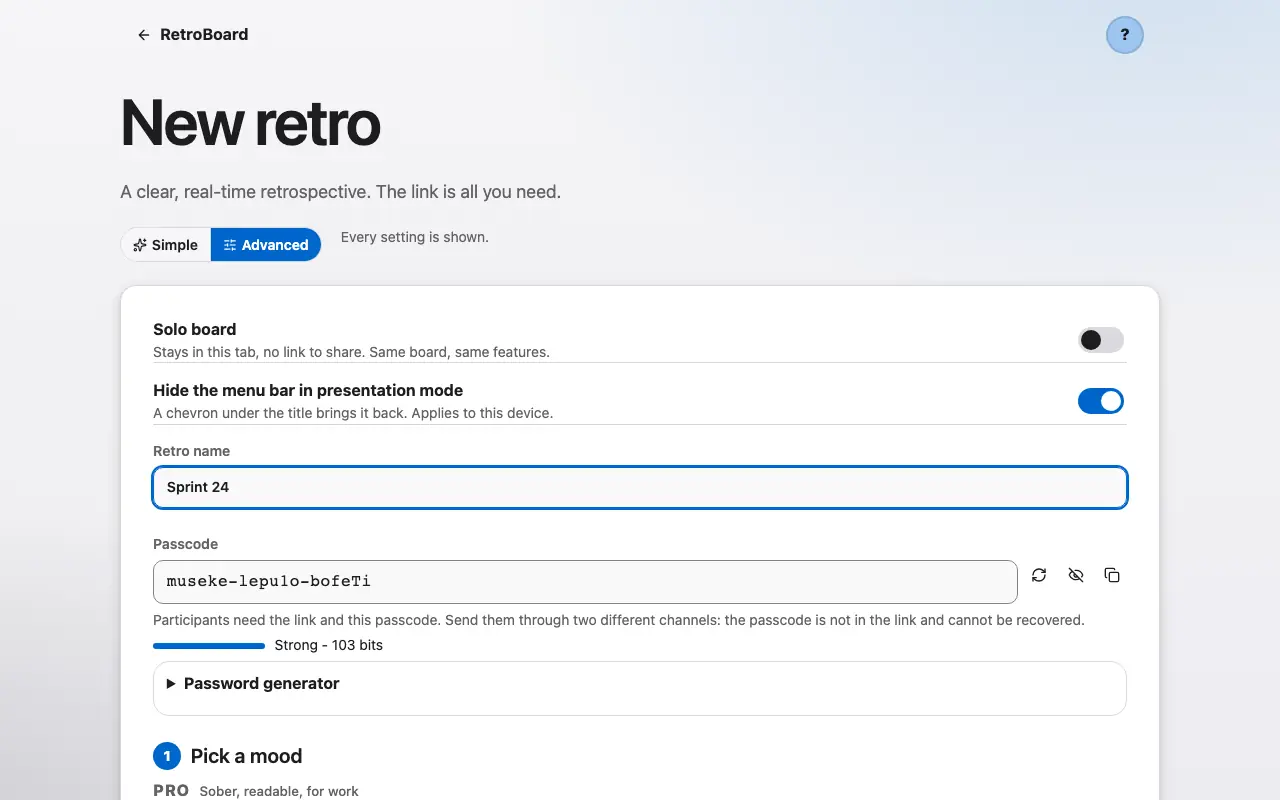 RetroBoard
?
New retro
A clear, real-time retrospective. The link is all you need.
Simple Advanced Every setting is shown.
Solo board
Stays in this tab, no link to share. Same board, same features.
Hide the menu bar in presentation mode
A chevron under the title brings it back. Applies to this device.
Retro name
Sprint 24
Passcode
museke-lepu1o-bofeTi
Participants need the link and this passcode. Send them through two different channels: the passcode is not in the link and cannot be recovered.
Strong - 103 bits
Password generator
1 Pick a mood
PRO Sober, readable, for work